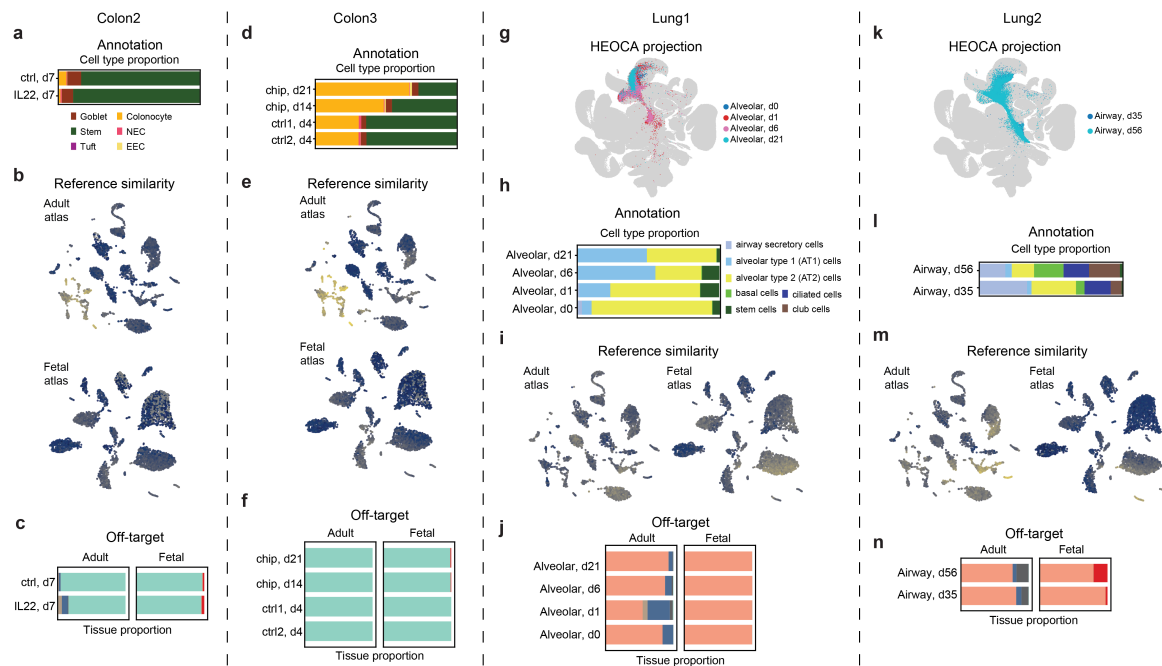 Colon2
a
Annotation
Cell type proportion
ctrl, d7
IL22, d7
Goblet
Colonocyte
Stem
NEC
Tuft
EEC
b
Reference similarity
Adult
atlas
Fetal
atlas
c
Off-target
Adult
Fetal
ctrl, d7
IL22, d7
Tissue proportion
Colon3
d
Annotation
Cell type proportion
chip, d21
chip, d14
ctrl1, d4
ctrl2, d4
e
Reference similarity
Adult
atlas
Fetal
atlas
f
Off-target
Adult
Fetal
chip, d21
chip, d14
ctrl1, d4
ctrl2, d4
Tissue proportion
Lung1
g
HEOCA projection
Alveolar, d0
Alveolar, d1
Alveolar, d6
Alveolar, d21
h
Annotation
Cell type proportion
Alveolar, d21
Alveolar, d6
Alveolar, d1
Alveolar, d0
airway secretory cells
alveolar type 1 (AT1) cells
alveolar type 2 (AT2) cells
basal cells
ciliated cells
stem cells
club cells
i
Reference similarity
Adult
atlas
Fetal
atlas
j
Off-target
Adult
Fetal
Alveolar, d21
Alveolar, d6
Alveolar, d1
Alveolar, d0
Tissue proportion
Lung2
k
HEOCA projection
Airway, d35
Airway, d56
l
Annotation
Cell type proportion
Airway, d56
Airway, d35
m
Reference similarity
Adult
atlas
Fetal
atlas
n
Off-target
Adult
Fetal
Airway, d56
Airway, d35
Tissue proportion